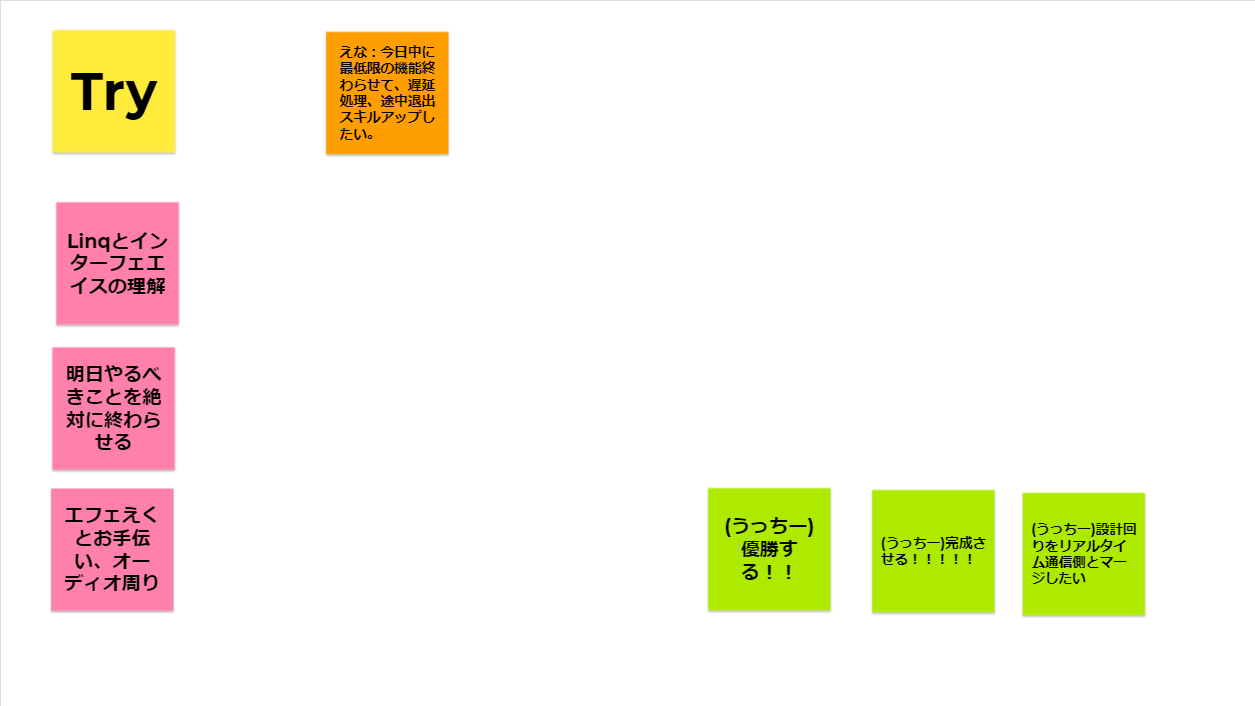 Try
えな：今日中に
最低限の機能終
わらせて、遅延
処理、途中退出
スキルアップし
たい。
Linqとイン
ターフェエ
イスの理解
明日やるべ
きことを絶
対に終わら
せる
エフェえく
とお手伝
い、オー
ディオ周り
(うっちー)
優勝す
る！！
(うっちー)完成さ
せる！！！！！
(うっちー)設計回
りをリアルタイ
ム通信側とマー
ジしたい